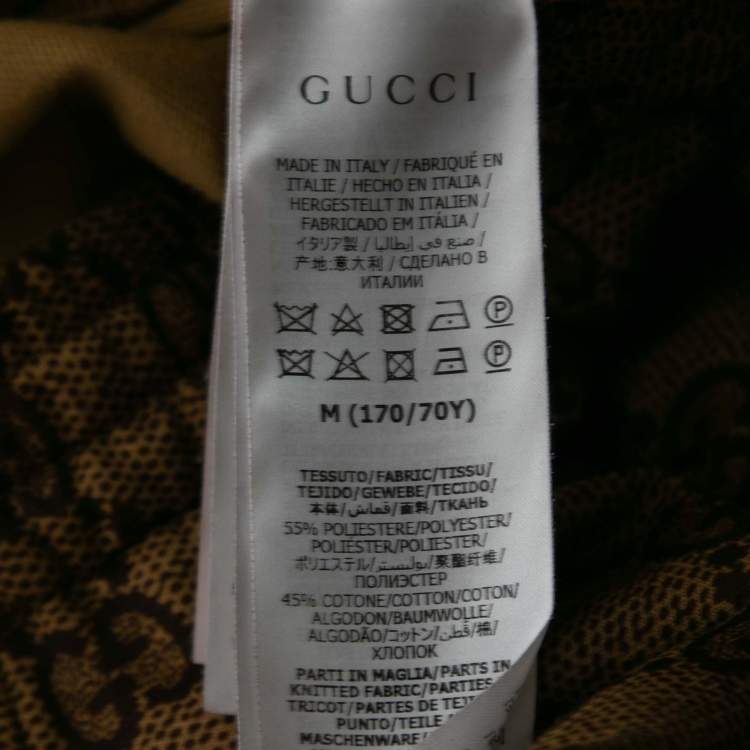 GUCCI
MADE IN ITALY / FABRIQUÉ EN
ITALIE / HECHO EN ITALIA /
HERGESTELLT IN ITALIEN /
FABRICADO EM ITÁLIA /
イタリア製 / صنع في إيطاليا /
产地:意大利 / СДЕЛАНО В
ИТАЛИИ
P
P
M (170/70Y)
TESSUTO/FABRIC/TISSU/
TEJIDO/GEWEBE/TECIDO/
本体/قماش/面料/ТКАНЬ
55% POLIESTERE/POLYESTER/
POLIÉSTER/POLIESTER/
ポリエステル/بوليستر/聚酯纤维/
ПОЛИЭСТЕР
45% COTONE/COTTON/COTON/
ALGODON/BAUMWOLLE/
ALGODÃO/コットン/قطن/棉/
ХЛОПОК
PARTI IN MAGLIA/PARTS IN
KNITTED FABRIC/PARTIES
TRICOT/PARTES DE TEJ
PUNTO/TEILE
MASCHENWARE/